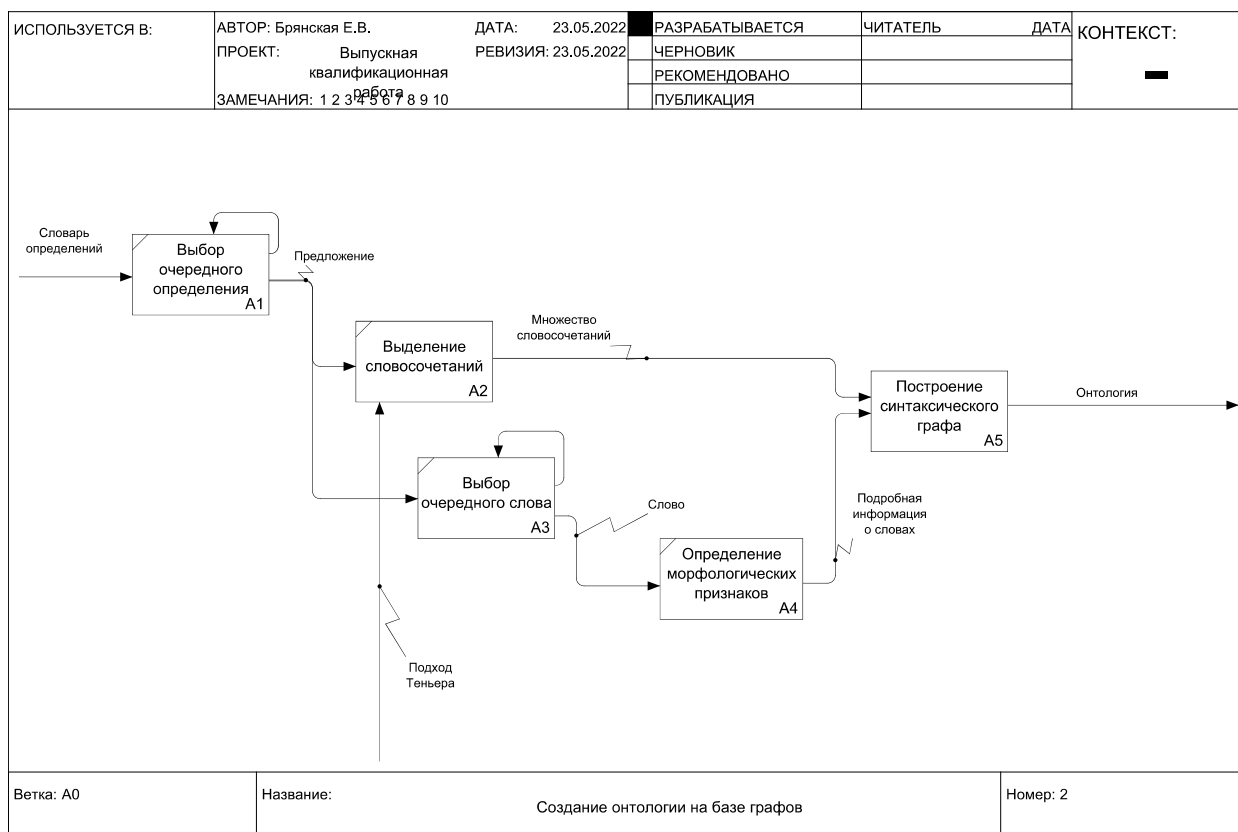 ИСПОЛЬЗУЕТСЯ В:
АВТОР: Брянская Е.В.
ДАТА: 23.05.2022
ПРОЕКТ: Выпускная
квалификационная
работа
РЕВИЗИЯ: 23.05.2022
ЗАМЕЧАНИЯ: 1 2 3 4 5 6 7 8 9 10
РАЗРАБАТЫВАЕТСЯ
ЧЕРНОВИК
РЕКОМЕНДОВАНО
ПУБЛИКАЦИЯ
ЧИТАТЕЛЬ ДАТА
КОНТЕКСТ:
Словарь
определений
Выбор
очередного
определения
A1
Предложение
Выделение
словосочетаний
A2
Множество
словосочетаний
Построение
синтаксического
графа
A5
Онтология
Выбор
очередного слова
A3
Слово
Подробная
информация
о словах
Определение
морфологических
признаков
A4
Подход
Теньера
Ветка: A0
Название:
Создание онтологии на базе графов
Номер: 2